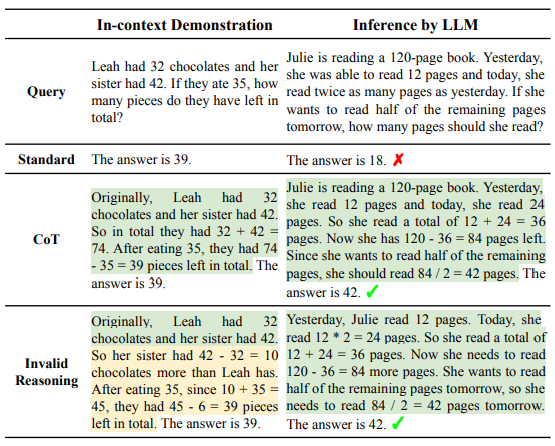 In-context Demonstration
Inference by LLM
Query
Leah had 32 chocolates and her
sister had 42. If they ate 35, how
many pieces do they have left in
total?
Julie is reading a 120-page book. Yesterday,
she was able to read 12 pages and today, she
read twice as many pages as yesterday. If she
wants to read half of the remaining pages
tomorrow, how many pages should she read?
Standard
The answer is 39.
The answer is 18. ✗
CoT
Originally, Leah had 32
chocolates and her sister had 42.
So in total they had 32 + 42 =
74. After eating 35, they had 74
- 35 = 39 pieces left in total. The
answer is 39.
Julie is reading a 120-page book. Yesterday,
she read 12 pages and today, she read 24
pages. So she read a total of 12 + 24 = 36
pages. Now she has 120 - 36 = 84 pages left.
Since she wants to read half of the remaining
pages, she should read 84 / 2 = 42 pages. The
answer is 42. ✓
Invalid
Reasoning
Originally, Leah had 32
chocolates and her sister had 42.
So her sister had 42 - 32 = 10
chocolates more than Leah has.
After eating 35, since 10 + 35 =
45, they had 45 - 6 = 39 pieces
left in total. The answer is 39.
Yesterday, Julie read 12 pages. Today, she
read 12 * 2 = 24 pages. So she read a total of
12 + 24 = 36 pages. Now she needs to read
120 - 36 = 84 more pages. She wants to read
half of the remaining pages tomorrow, so she
needs to read 84 / 2 = 42 pages tomorrow.
The answer is 42. ✓